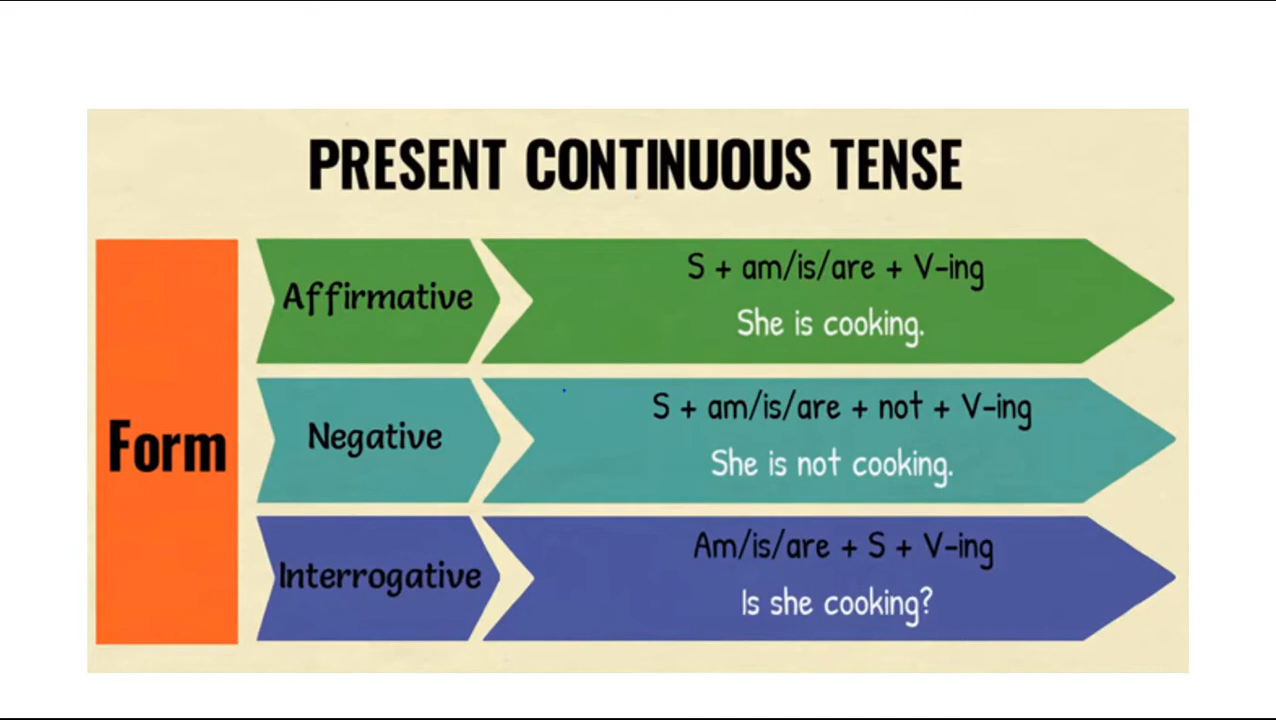 PRESENT CONTINUOUS TENSE
Form
Affirmative
S + am/is/are + V-ing
She is cooking.
Negative
S + am/is/are + not + V-ing
She is not cooking.
Interrogative
Am/is/are + S + V-ing
Is she cooking?